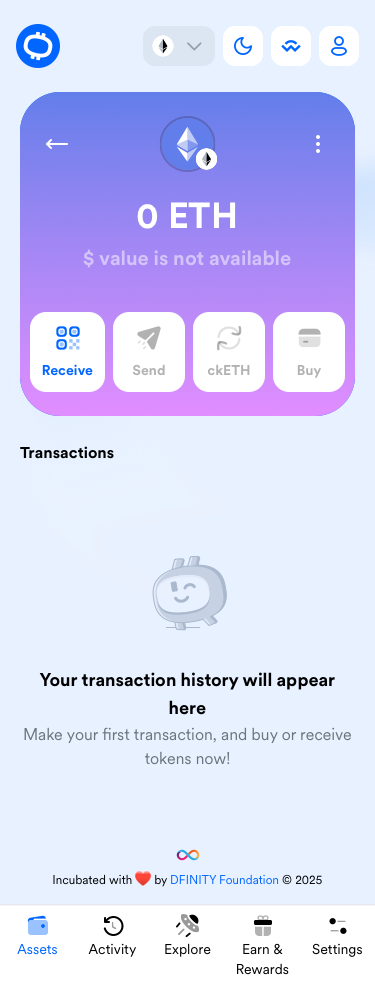 0 ETH
$ value is not available
Receive
Send
ckETH
Buy
Transactions
Your transaction history will appear
here
Make your first transaction, and buy or receive
tokens now!
Incubated with ❤️ by DFINITY Foundation © 2025
Assets
Activity
Explore
Earn &
Rewards
Settings